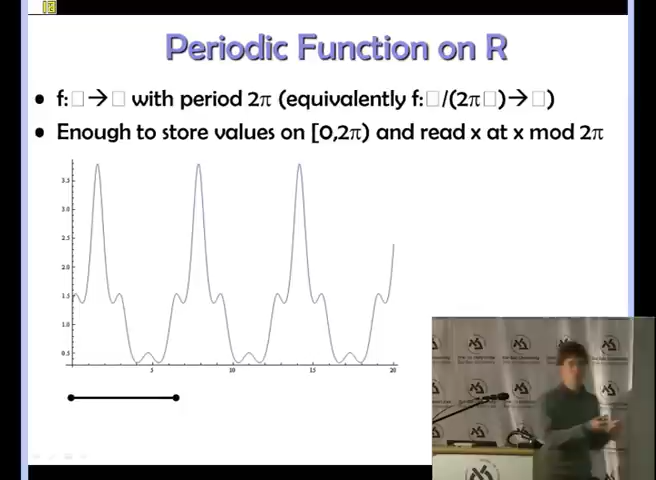 Periodic Function on R
• f:□→□ with period 2π (equivalently f:□/(2π□)→□)
• Enough to store values on [0,2π) and read x at x mod 2π
3.5
3.0
2.5
2.0
1.5
1.0
0.5
5 10 15 20